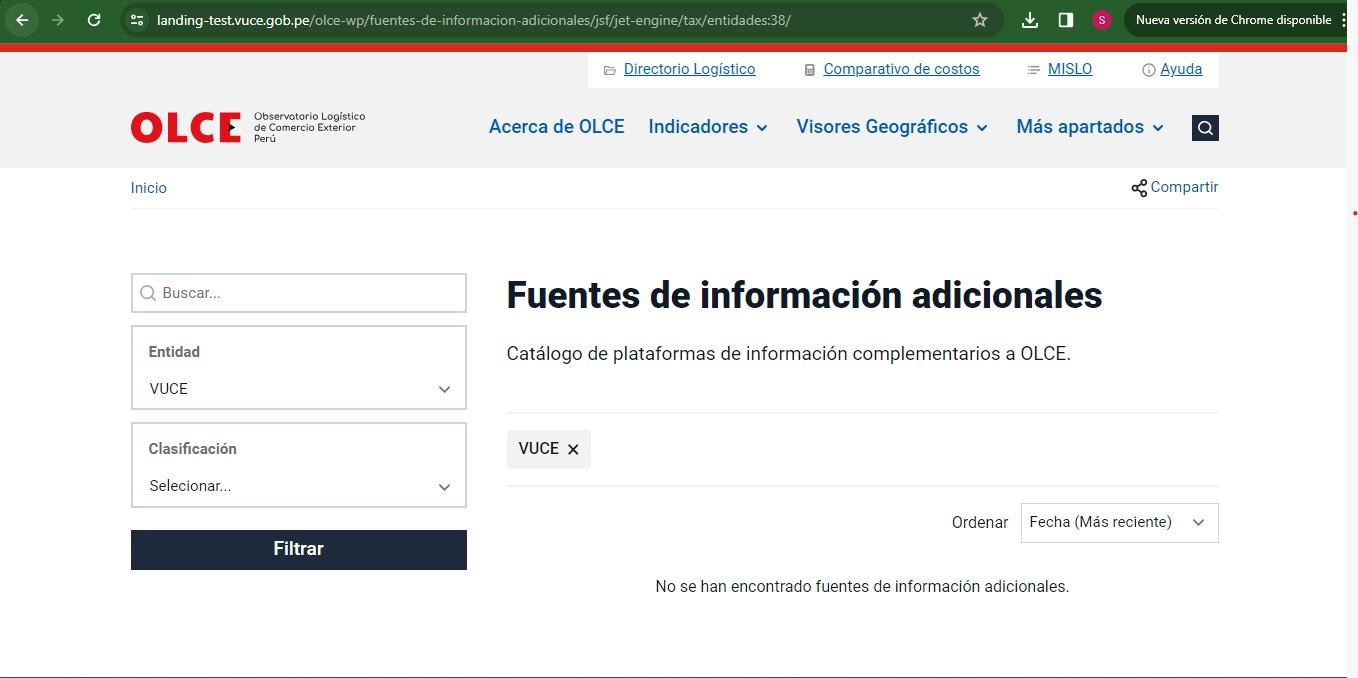 landing-test.vuce.gob.pe/olce-wp/fuentes-de-informacion-adicionales/jsf/jet-engine/tax/entidades:38/
S
Nueva versión de Chrome disponible
Directorio Logístico
Comparativo de costos
MISLO
Ayuda
OLCE
Observatorio Logístico
de Comercio Exterior
Perú
Acerca de OLCE
Indicadores
Visores Geográficos
Más apartados
Inicio
Compartir
Buscar...
Entidad
VUCE
Clasificación
Selecionar...
Filtrar
Fuentes de información adicionales
Catálogo de plataformas de información complementarios a OLCE.
VUCE
Ordenar
Fecha (Más reciente)
No se han encontrado fuentes de información adicionales.